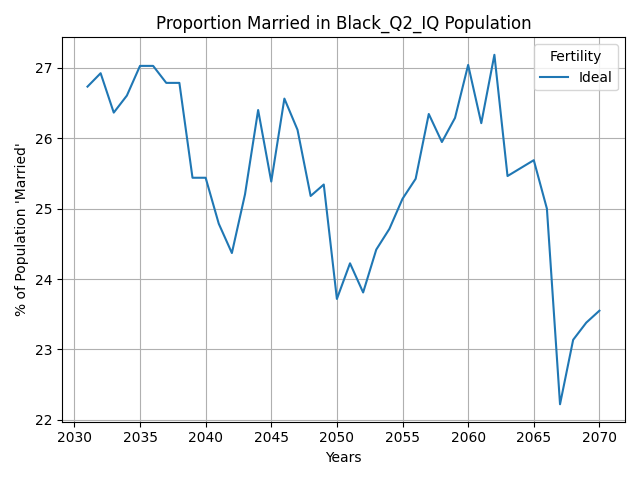 Proportion Married in Black_Q2_IQ Population
Fertility
Ideal
% of Population 'Married'
27
26
25
24
23
22
2030 2035 2040 2045 2050 2055 2060 2065 2070
Years